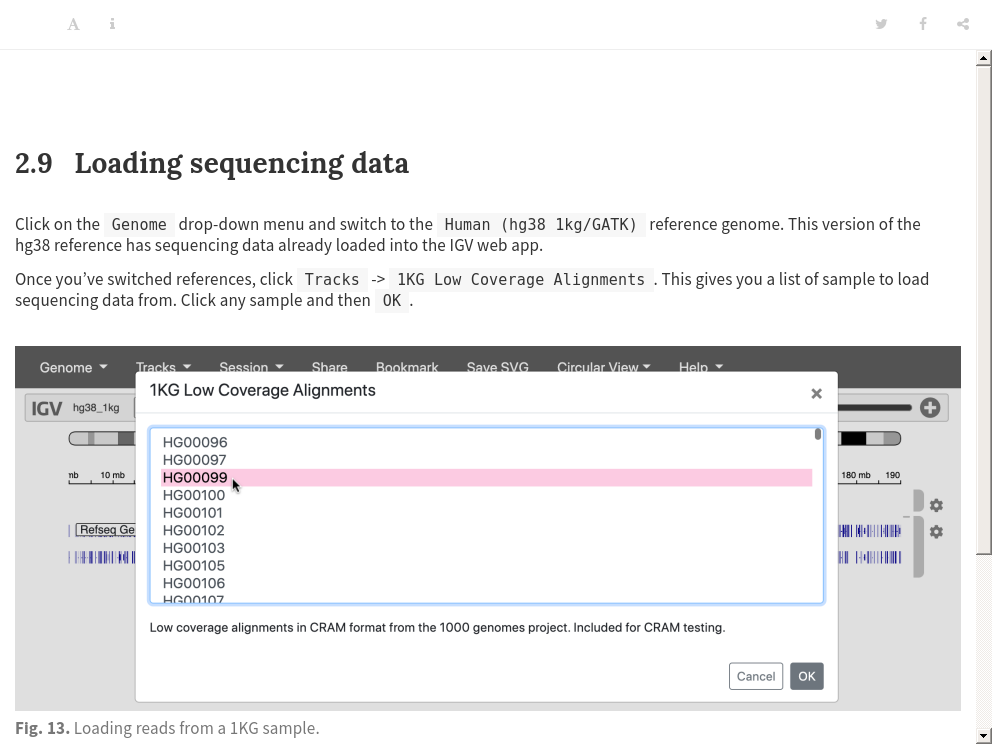 A i
2.9 Loading sequencing data
Click on the Genome drop-down menu and switch to the Human (hg38 1kg/GATK) reference genome. This version of the
hg38 reference has sequencing data already loaded into the IGV web app.
Once you’ve switched references, click Tracks -> 1KG Low Coverage Alignments . This gives you a list of sample to load
sequencing data from. Click any sample and then OK .
Genome Tracks Session Share Bookmark Save SVG Circular View Help
1KG Low Coverage Alignments
IGV hg38_1kg
HG00096
HG00097
HG00099
mb 10 mb 180 mb 190
HG00100
HG00101
HG00102
Refseq Ge
HG00103
HG00105
HG00106
HG00107
Low coverage alignments in CRAM format from the 1000 genomes project. Included for CRAM testing.
Cancel OK
Fig. 13. Loading reads from a 1KG sample.